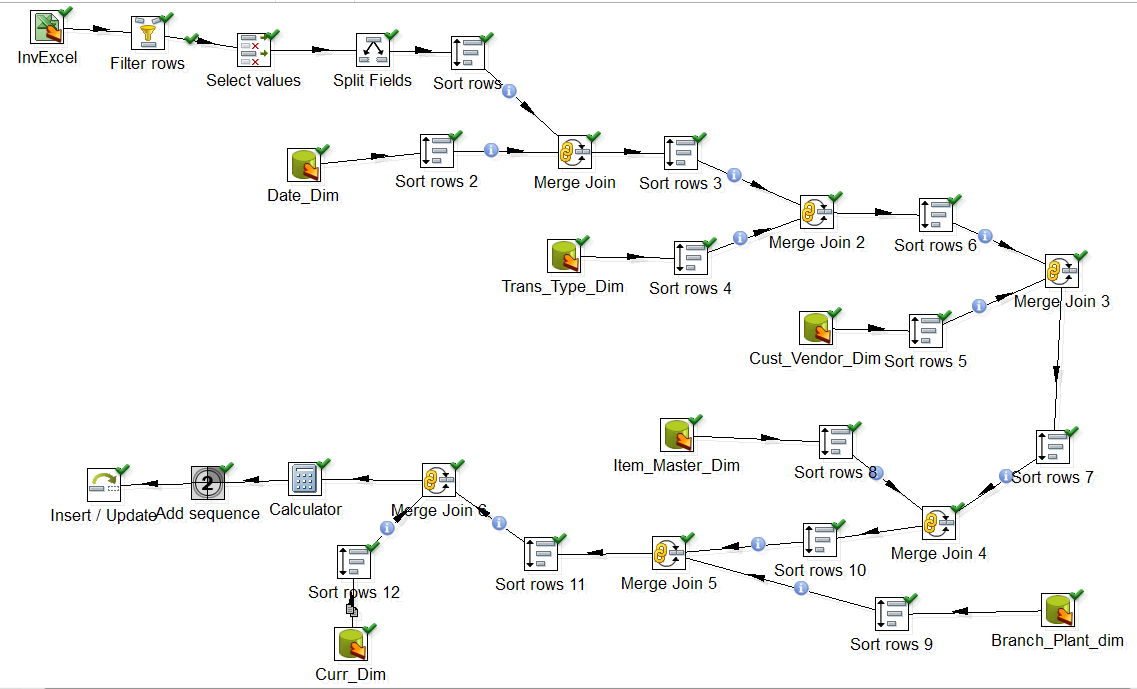 InvExcel
Filter rows
Select values
Split Fields
Sort rows
Date_Dim
Sort rows 2
Merge Join
Sort rows 3
Trans_Type_Dim
Sort rows 4
Merge Join 2
Sort rows 6
Cust_Vendor_Dim
Sort rows 5
Merge Join 3
Item_Master_Dim
Sort rows 8
Sort rows 7
Insert / Update
Add sequence
2
Calculator
Merge Join 6
Sort rows 12
Curr_Dim
Sort rows 11
Merge Join 5
Sort rows 10
Merge Join 4
Sort rows 9
Branch_Plant_dim